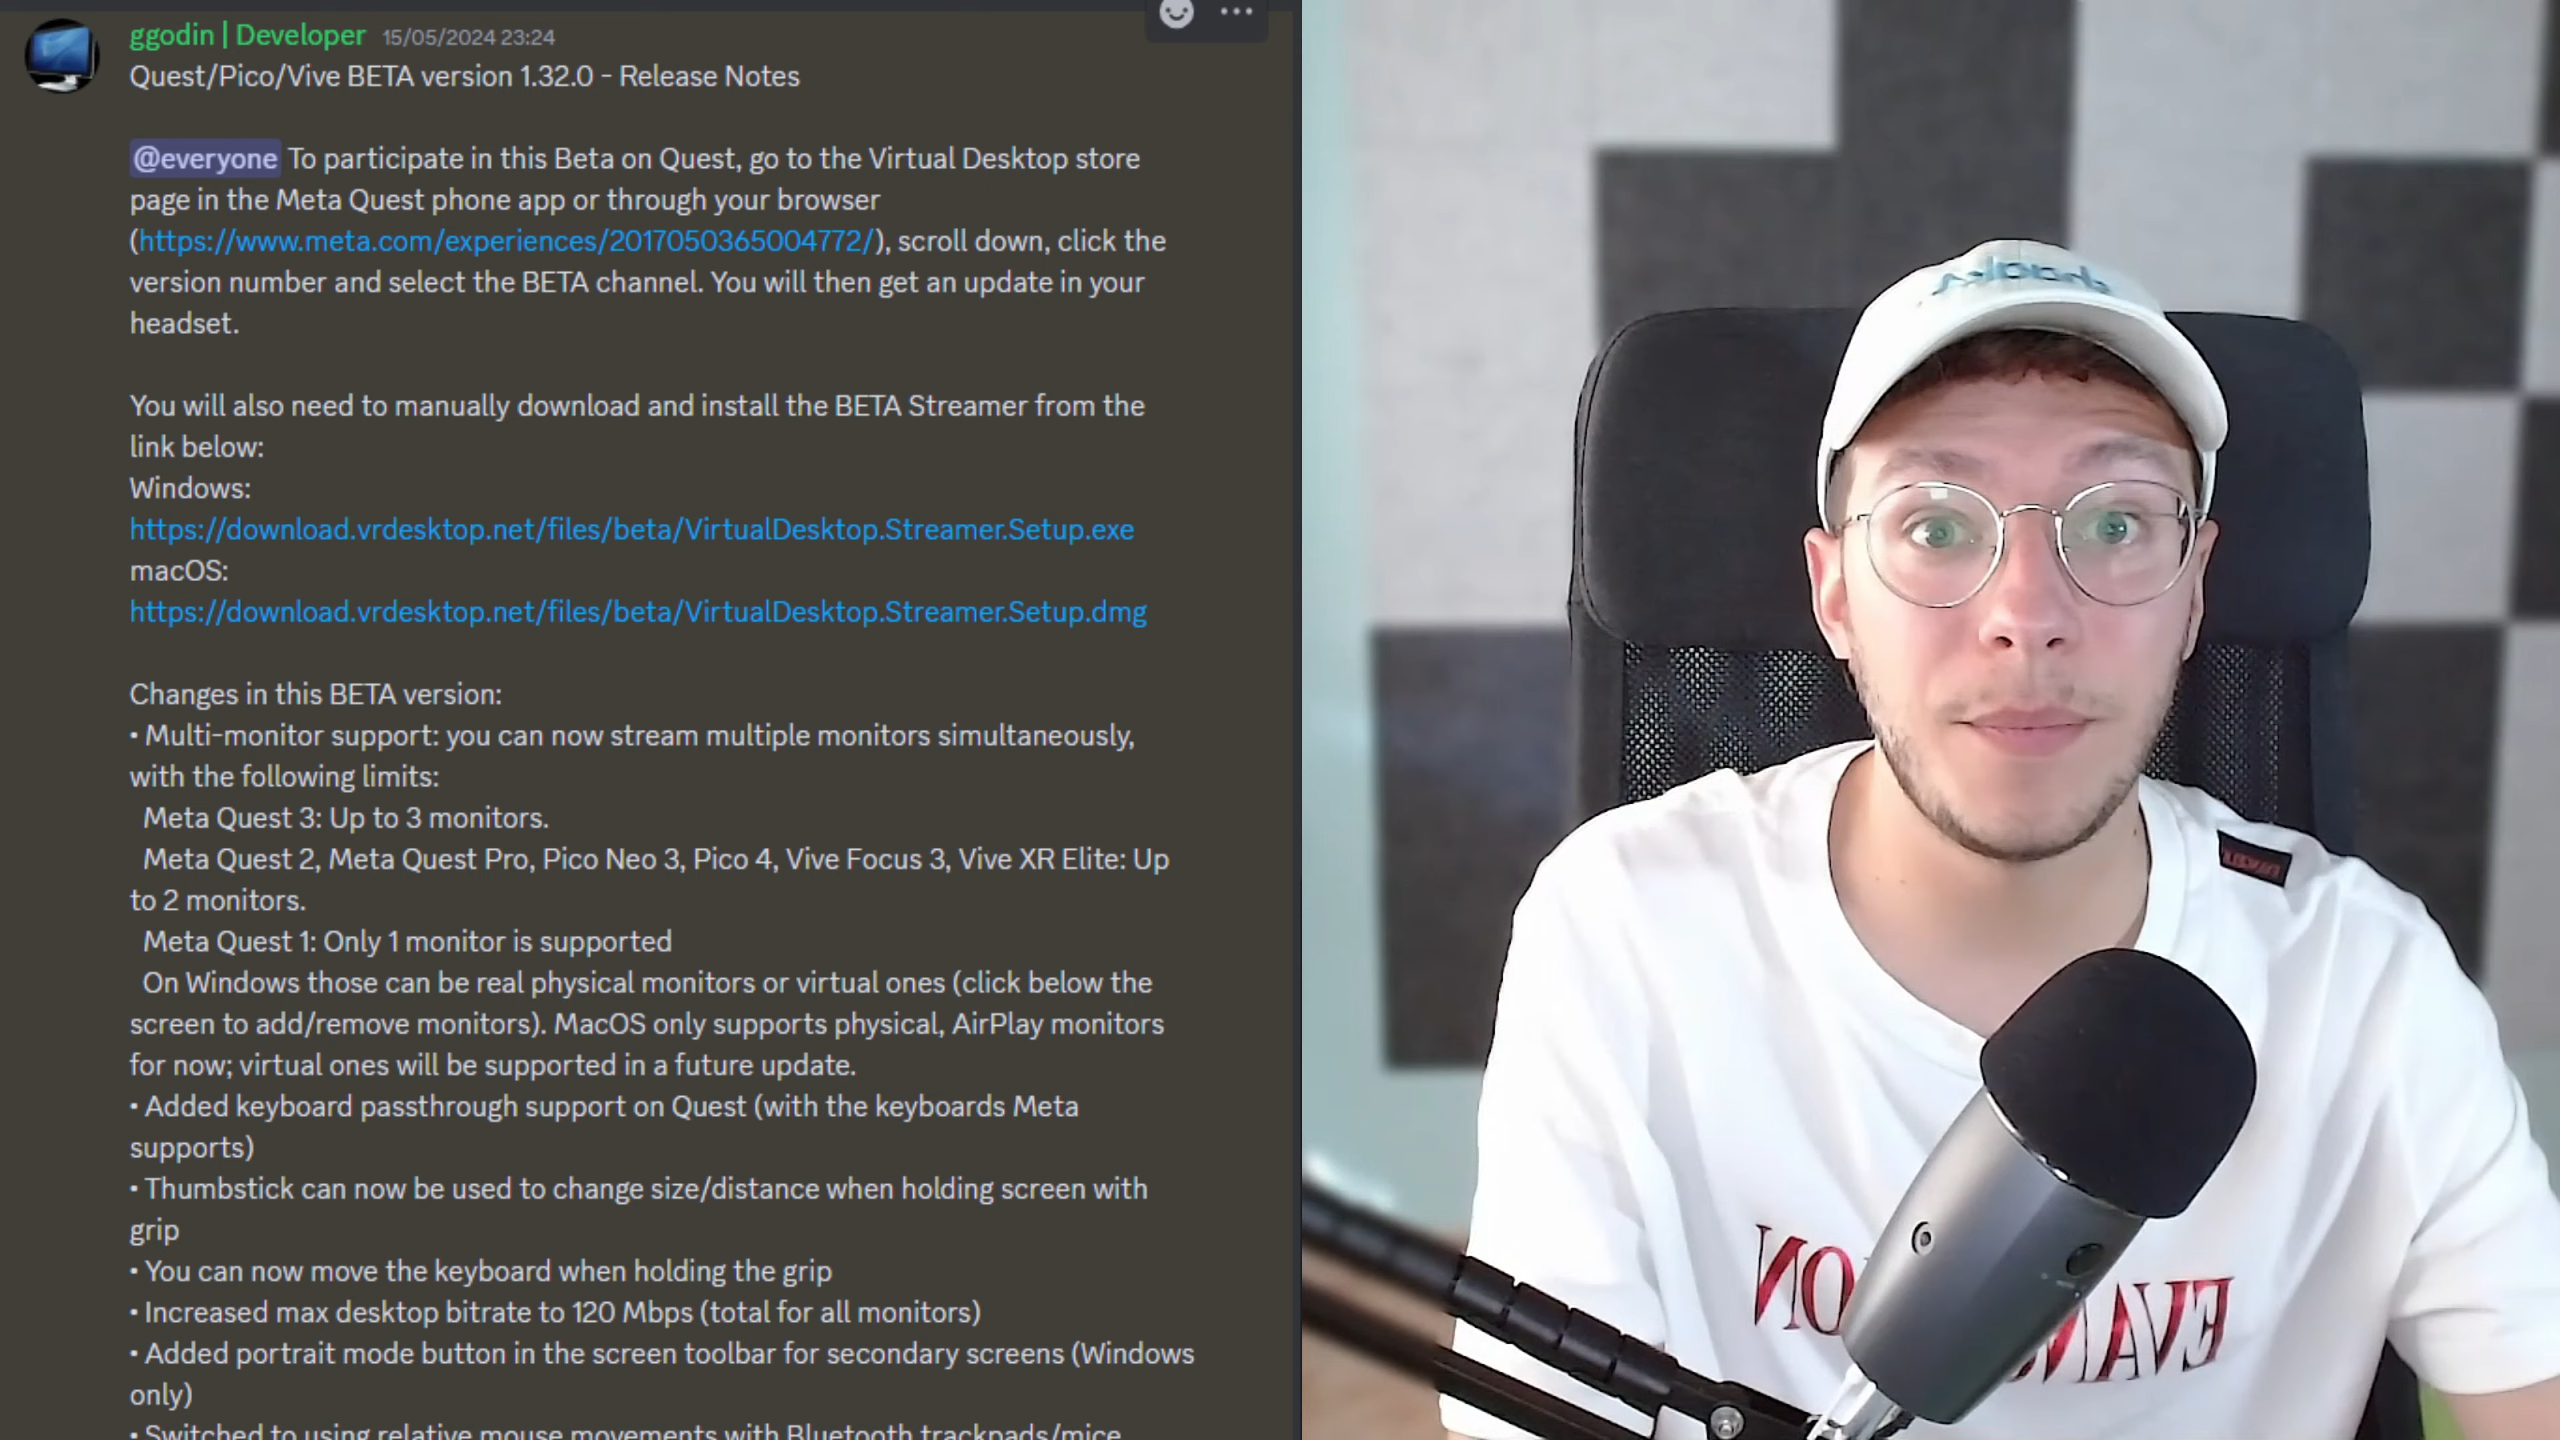 ggodin | Developer 15/05/2024 23:24
Quest/Pico/Vive BETA version 1.32.0 - Release Notes
@everyone To participate in this Beta on Quest, go to the Virtual Desktop store
page in the Meta Quest phone app or through your browser
(https://www.meta.com/experiences/2017050365004772/), scroll down, click the
version number and select the BETA channel. You will then get an update in your
headset.
You will also need to manually download and install the BETA Streamer from the
link below:
Windows:
https://download.vrdesktop.net/files/beta/VirtualDesktop.Streamer.Setup.exe
macOS:
https://download.vrdesktop.net/files/beta/VirtualDesktop.Streamer.Setup.dmg
Changes in this BETA version:
• Multi-monitor support: you can now stream multiple monitors simultaneously,
with the following limits:
Meta Quest 3: Up to 3 monitors.
Meta Quest 2, Meta Quest Pro, Pico Neo 3, Pico 4, Vive Focus 3, Vive XR Elite: Up
to 2 monitors.
Meta Quest 1: Only 1 monitor is supported
On Windows those can be real physical monitors or virtual ones (click below the
screen to add/remove monitors). MacOS only supports physical, AirPlay monitors
for now; virtual ones will be supported in a future update.
• Added keyboard passthrough support on Quest (with the keyboards Meta
supports)
• Thumbstick can now be used to change size/distance when holding screen with
grip
• You can now move the keyboard when holding the grip
• Increased max desktop bitrate to 120 Mbps (total for all monitors)
• Added portrait mode button in the screen toolbar for secondary screens (Windows
only)
• Switched to using relative mouse movements with Bluetooth trackpads/mice